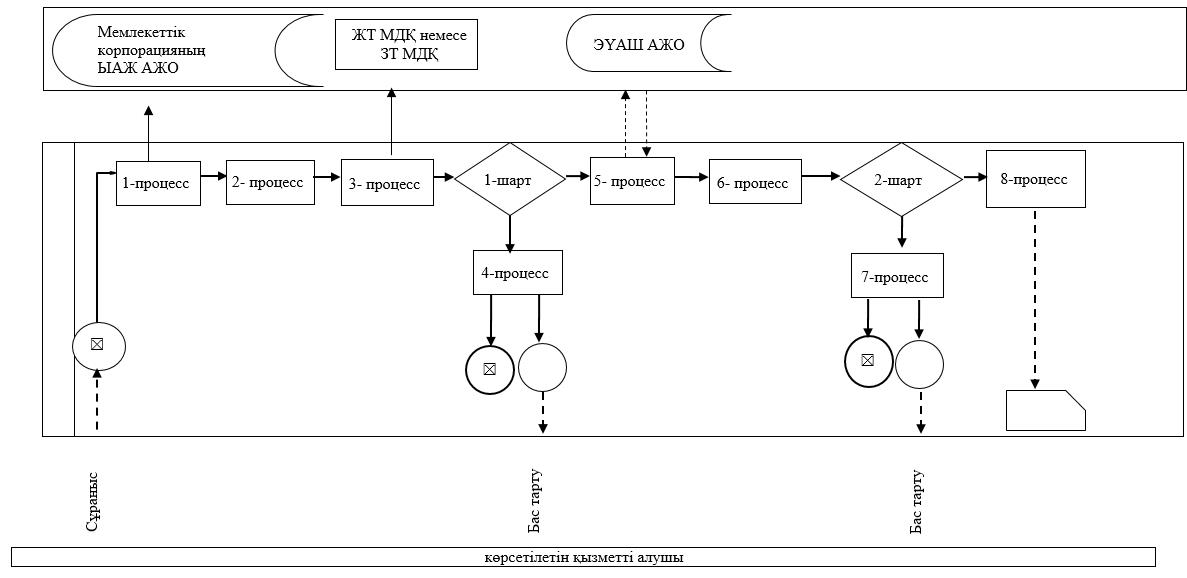 Мемлекеттік
корпорацияның
ЫАЖ АЖО
ЖТ МДҚ немесе
ЗТ МДҚ
ЭҮАШ АЖО
1-процесс
2- процесс
3- процесс
1-шарт
5- процесс
6- процесс
2-шарт
8-процесс
4-процесс
7-процесс
Сұраныс
Бас тарту
Бас тарту
көрсетілетін қызметті алушы